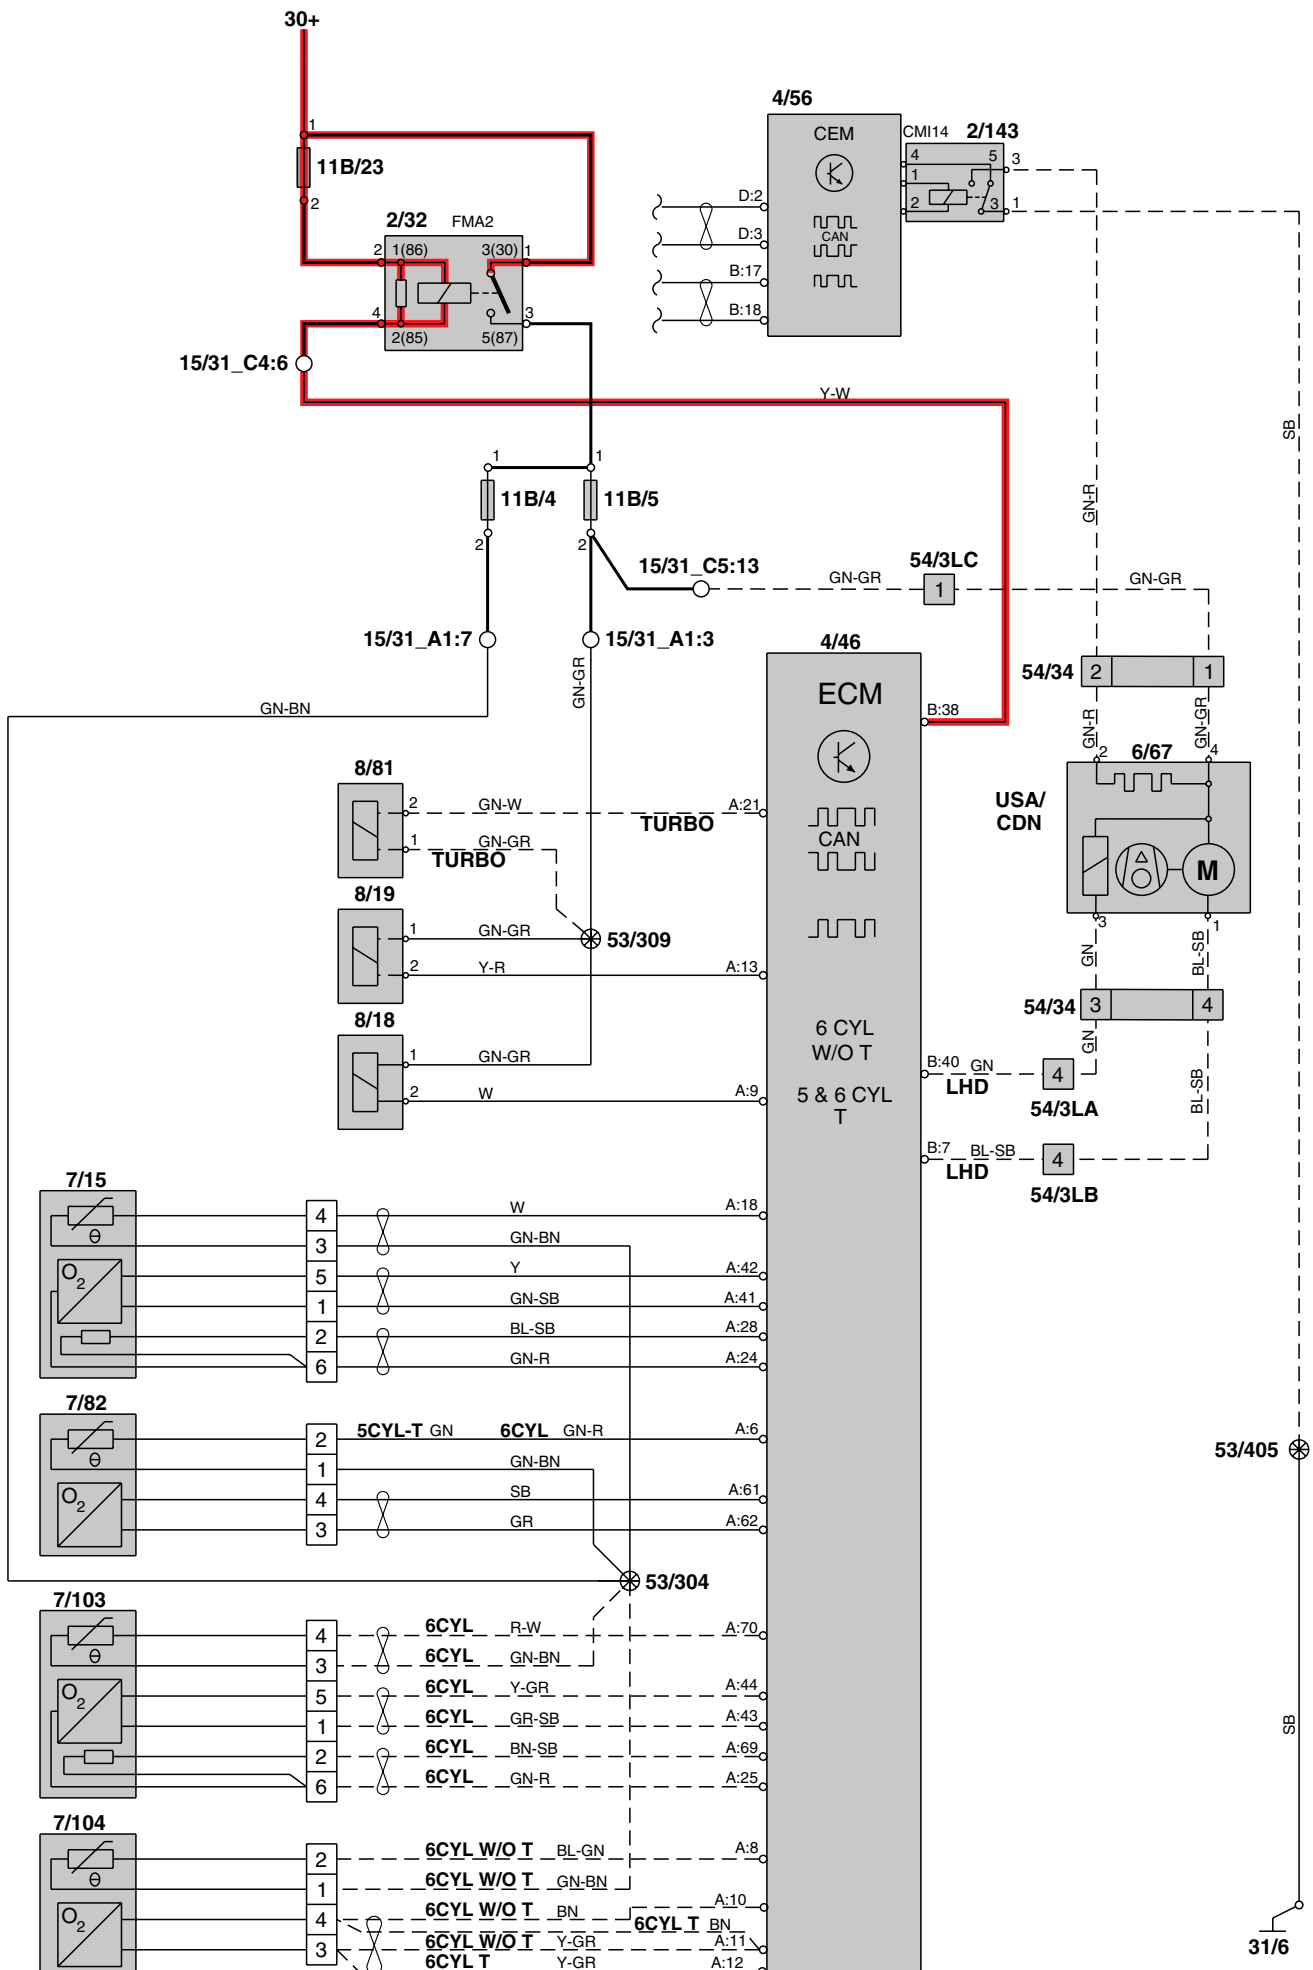 30+
1
11B/23
2
2/32 FMA2
2 1(86) 3(30) 1
4 2(85) 5(87) 3
15/31_C4:6
Y-W
4/56
CEM
CAN
D:2
D:3
B:17
B:18
CMI14 2/143
4 5 3
1
2 3 1
SB
GN-R
1 1
11B/4 11B/5
2 2
15/31_C5:13
GN-GR
54/3LC
1
GN-GR
15/31_A1:7 15/31_A1:3
GN-GR
GN-BN
4/46
ECM
CAN
6 CYL
W/O T
5 & 6 CYL
T
B:38
54/34 2 1
GN-R GN-GR
2 6/67 4
USA/
CDN
M
3 1
GN BL-SB
54/34 3 4
GN
BL-SB
B:40 GN
LHD
4
54/3LA
B:7 BL-SB
LHD
4
54/3LB
8/81
2 GN-W A:21
TURBO
1 GN-GR
TURBO
8/19
1 GN-GR 53/309
2 Y-R A:13
8/18
1 GN-GR
2 W A:9
7/15
Θ
O2
4 W A:18
3 GN-BN
5 Y A:42
1 GN-SB A:41
2 BL-SB A:28
6 GN-R A:24
7/82
Θ
O2
2 5CYL-T GN 6CYL GN-R A:6
1 GN-BN
4 SB A:61
3 GR A:62
53/304
53/405
7/103
Θ
O2
4 6CYL R-W A:70
3 6CYL GN-BN
5 6CYL Y-GR A:44
1 6CYL GR-SB A:43
2 6CYL BN-SB A:69
6 6CYL GN-R A:25
SB
7/104
Θ
O2
2 6CYL W/O T BL-GN A:8
1 6CYL W/O T GN-BN
4 6CYL W/O T BN A:10
6CYL T BN
3 6CYL W/O T Y-GR A:11
6CYL T Y-GR A:12
31/6